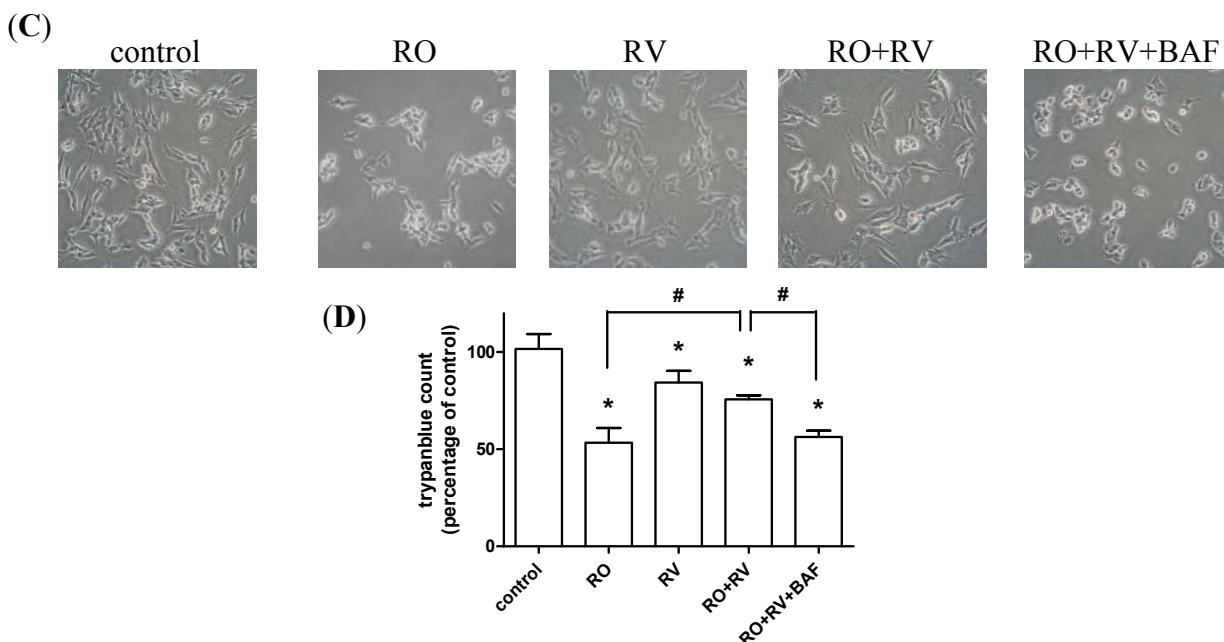 (C)
control RO RV RO+RV RO+RV+BAF
(D)
# #
* * * *
trypanblue count
(percentage of control)
100
50
0
control RO RV RO+RV RO+RV+BAF